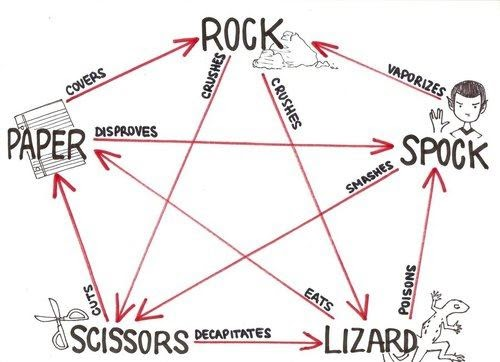 ROCK
COVERS
CRUSHES
CRUSHES
VAPORIZES
PAPER
DISPROVES
SPOCK
SMASHES
CUTS
EATS
POISONS
SCISSORS
DECAPITATES
LIZARD